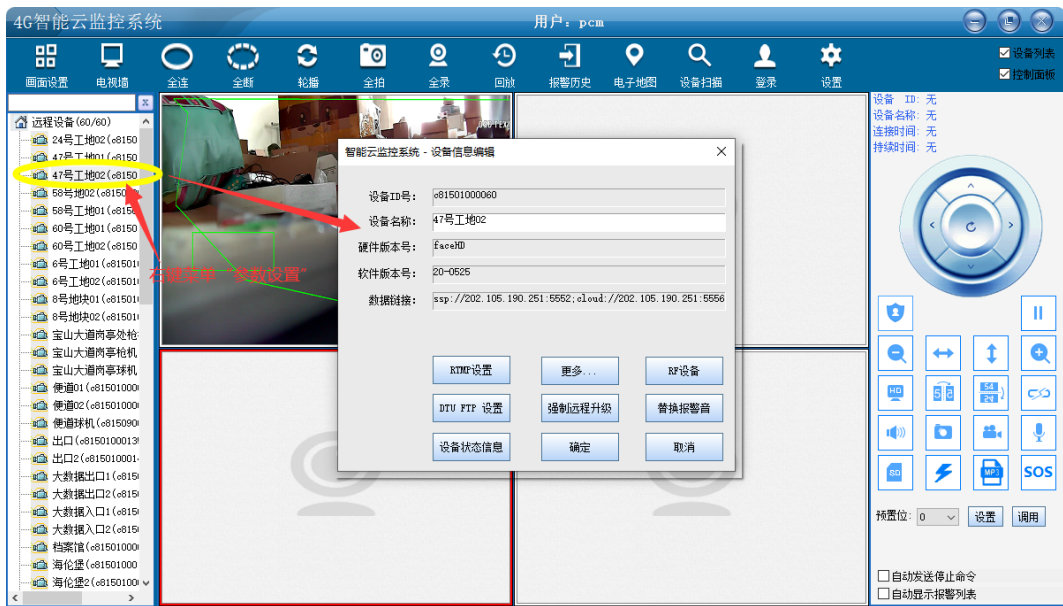 4G智能云监控系统
用户：pcm
画面设置 电视墙 全连 全断 轮播 全拍 全录 回放 报警历史 电子地图 设备扫描 登录 设置
设备列表
控制面板
远程设备(60/60)
24号工地02(c8150
47号工地01(c8150
47号工地02(c8150
58号地02(c8150
58号工地01(c8150
60号工地01(c8150
60号工地02(c8150
6号工地01(c81501
6号工地02(c81501
8号地块01(c81501
8号地块02(c81501
宝山大道岗亭处枪
宝山大道岗亭枪机
宝山大道岗亭球机
便道01(c81501000
便道02(c81501000
便道球机(c815090
出口(c8150100013
出口2(c815010001
大数据出口1(c815
大数据出口2(c815
大数据入口1(c815
大数据入口2(c815
档案馆(c81501000
海伦堡(c81501000
海伦堡2(c8150100
右键菜单 “参数设置”
智能云监控系统 - 设备信息编辑
设备ID号： c81501000060
设备名称： 47号工地02
硬件版本号： faceHD
软件版本号： 20-0525
数据链接： ssp://202.105.190.251:5552;cloud://202.105.190.251:5556
RTMP设置 更多... RF设备
DTU FTP 设置 强制远程升级 替换报警音
设备状态信息 确定 取消
设备 ID: 无
设备名称: 无
连接时间: 无
持续时间: 无
HD
54
24
SD
MP3
SOS
预置位: 0 设置 调用
自动发送停止命令
自动显示报警列表